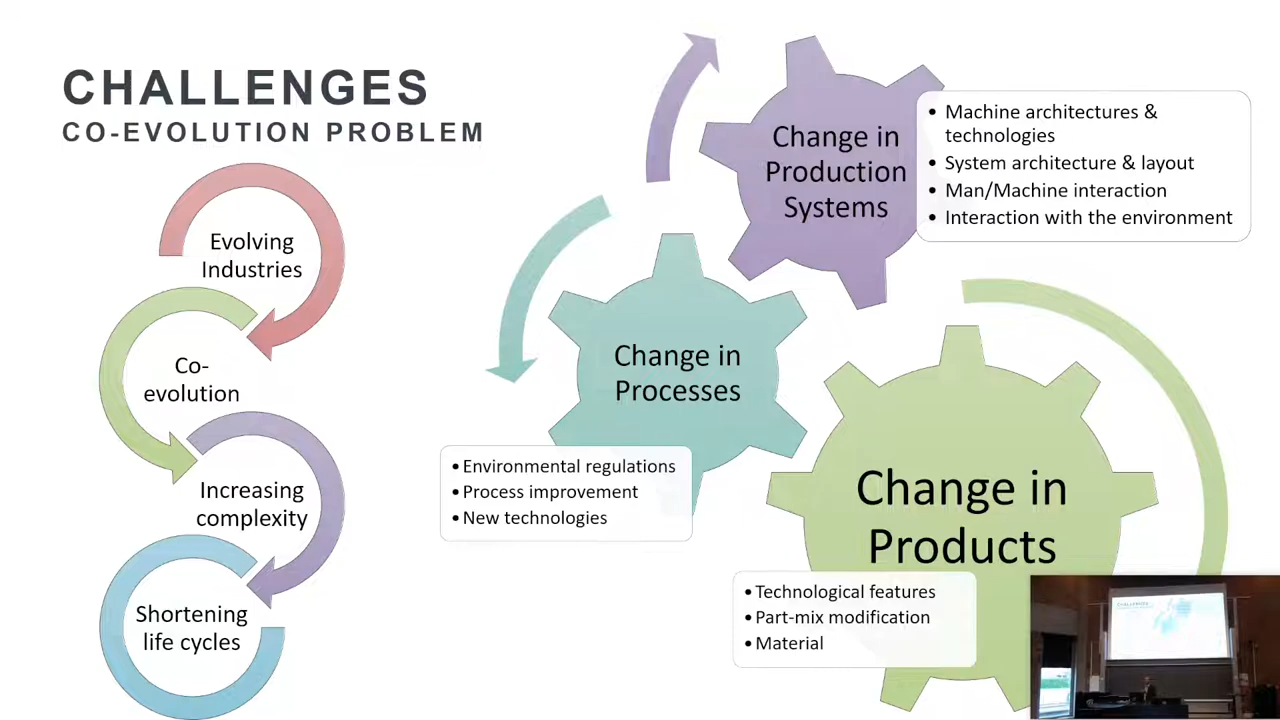 CHALLENGES
CO-EVOLUTION PROBLEM
Evolving
Industries
Co-
evolution
Increasing
complexity
Shortening
life cycles
Change in
Production
Systems
• Machine architectures &
technologies
• System architecture & layout
• Man/Machine interaction
• Interaction with the environment
Change in
Processes
• Environmental regulations
• Process improvement
• New technologies
Change in
Products
• Technological features
• Part-mix modification
• Material
CHALLENGES